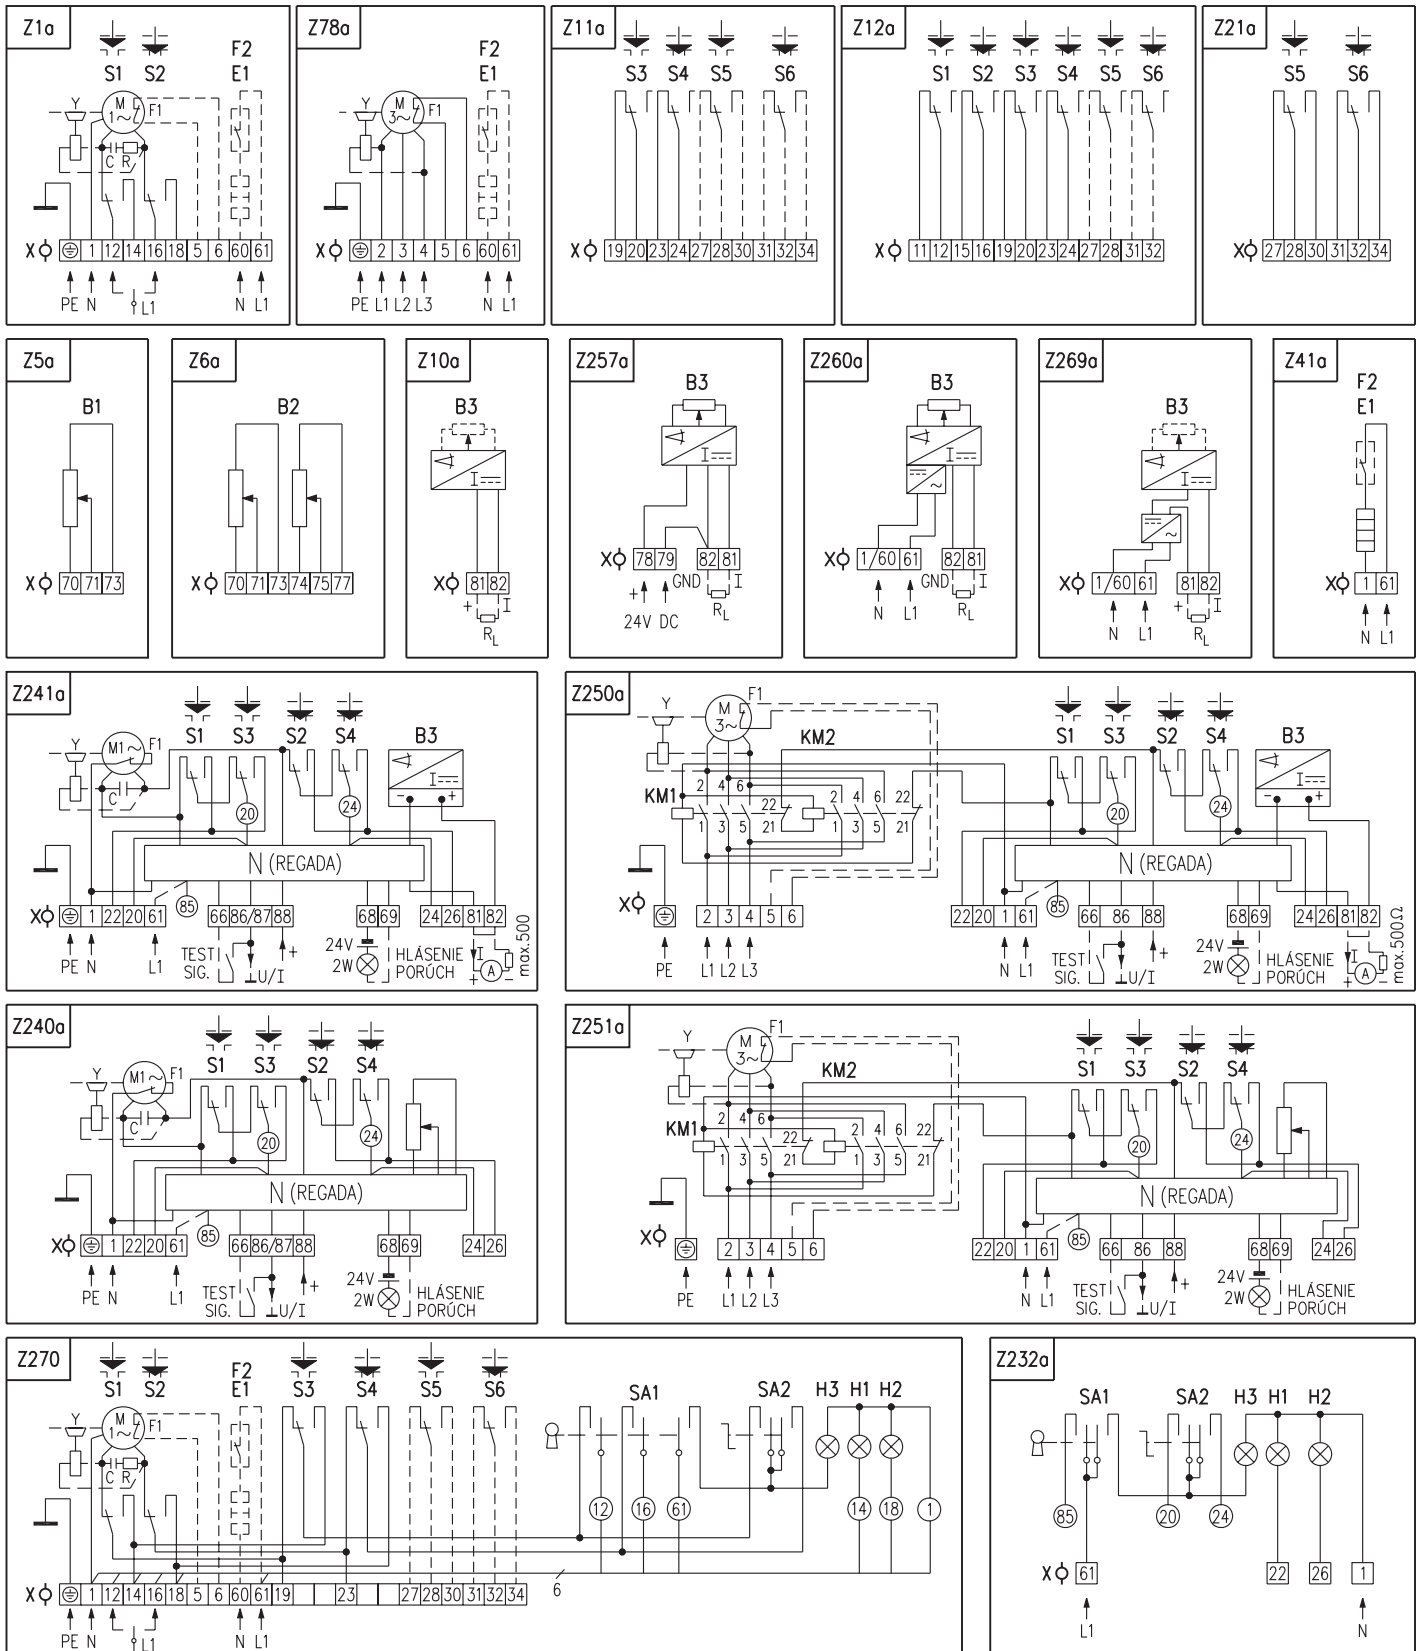 Z1a
S1 S2 F2
E1
Y M 1~ F1
C R
X 1 12 14 16 18 5 6 60 61
PE N L1 N L1
Z78a
F2
E1
Y M 3~ F1
X 2 3 4 5 6 60 61
PE L1 L2 L3 N L1
Z11a
S3 S4 S5 S6
19 20 23 24 27 28 30 31 32 34
X
Z12a
S1 S2 S3 S4 S5 S6
X 11 12 15 16 19 20 23 24 27 28 31 32
Z21a
S5 S6
X 27 28 30 31 32 34
Z5a
B1
X 70 71 73
Z6a
B2
X 70 71 73 74 75 77
Z10a
B3
I
X 81 82
+ I
RL
Z257a
B3
I
X 78 79 82 81
+ GND I
24V DC RL
Z260a
B3
I
~
X 1/60 61 82 81
GND I
N L1 RL
Z269a
B3
I
~
X 1/60 61 81 82
+ I
N L1 RL
Z41a
F2
E1
X 1 61
N L1
Z241a
S1 S3 S2 S4 B3
Y M1~ F1
C I
- +
20 24
N (REGADA)
85
X 1 22 20 61 66 86/87 88 68 69 24 26 81 82
PE N L1 TEST
SIG. U/I + 24V
2W HLÁSENIE
PORÚCH I
+ A - max.500
Z250a
Y M 3~ F1
KM2 S1 S3 S2 S4 B3
I
- +
KM1 2 4 6 22 2 4 6 22
1 3 5 21 1 3 5 21
20 24
N (REGADA)
85
X 2 3 4 5 6 22 20 1 61 66 86 88 68 69 24 26 81 82
PE L1 L2 L3 N L1 TEST
SIG. U/I + 24V
2W HLÁSENIE
PORÚCH I
+ A - max.500Ω
Z240a
S1 S3 S2 S4
Y M1~ F1
C
20 24
N (REGADA)
85
X 1 22 20 61 66 86/87 88 68 69 24 26
PE N L1 TEST
SIG. U/I + 24V
2W HLÁSENIE
PORÚCH
Z251a
Y M 3~ F1
KM2 S1 S3 S2 S4
KM1 2 4 6 22 2 4 6 22
1 3 5 21 1 3 5 21
20 24
N (REGADA)
85
X 2 3 4 5 6 22 20 1 61 66 86 88 68 69 24 26
PE L1 L2 L3 N L1 TEST
SIG. U/I + 24V
2W HLÁSENIE
PORÚCH
Z270
S1 S2 F2
E1 S3 S4 S5 S6 SA1 SA2 H3 H1 H2
Y M 1~ F1
C R
12 16 61 14 18 1
6
X 1 12 14 16 18 5 6 60 61 19 23 27 28 30 31 32 34
PE N L1 N L1
Z232a
SA1 SA2 H3 H1 H2
85 20 24
X 61 22 26 1
L1 N